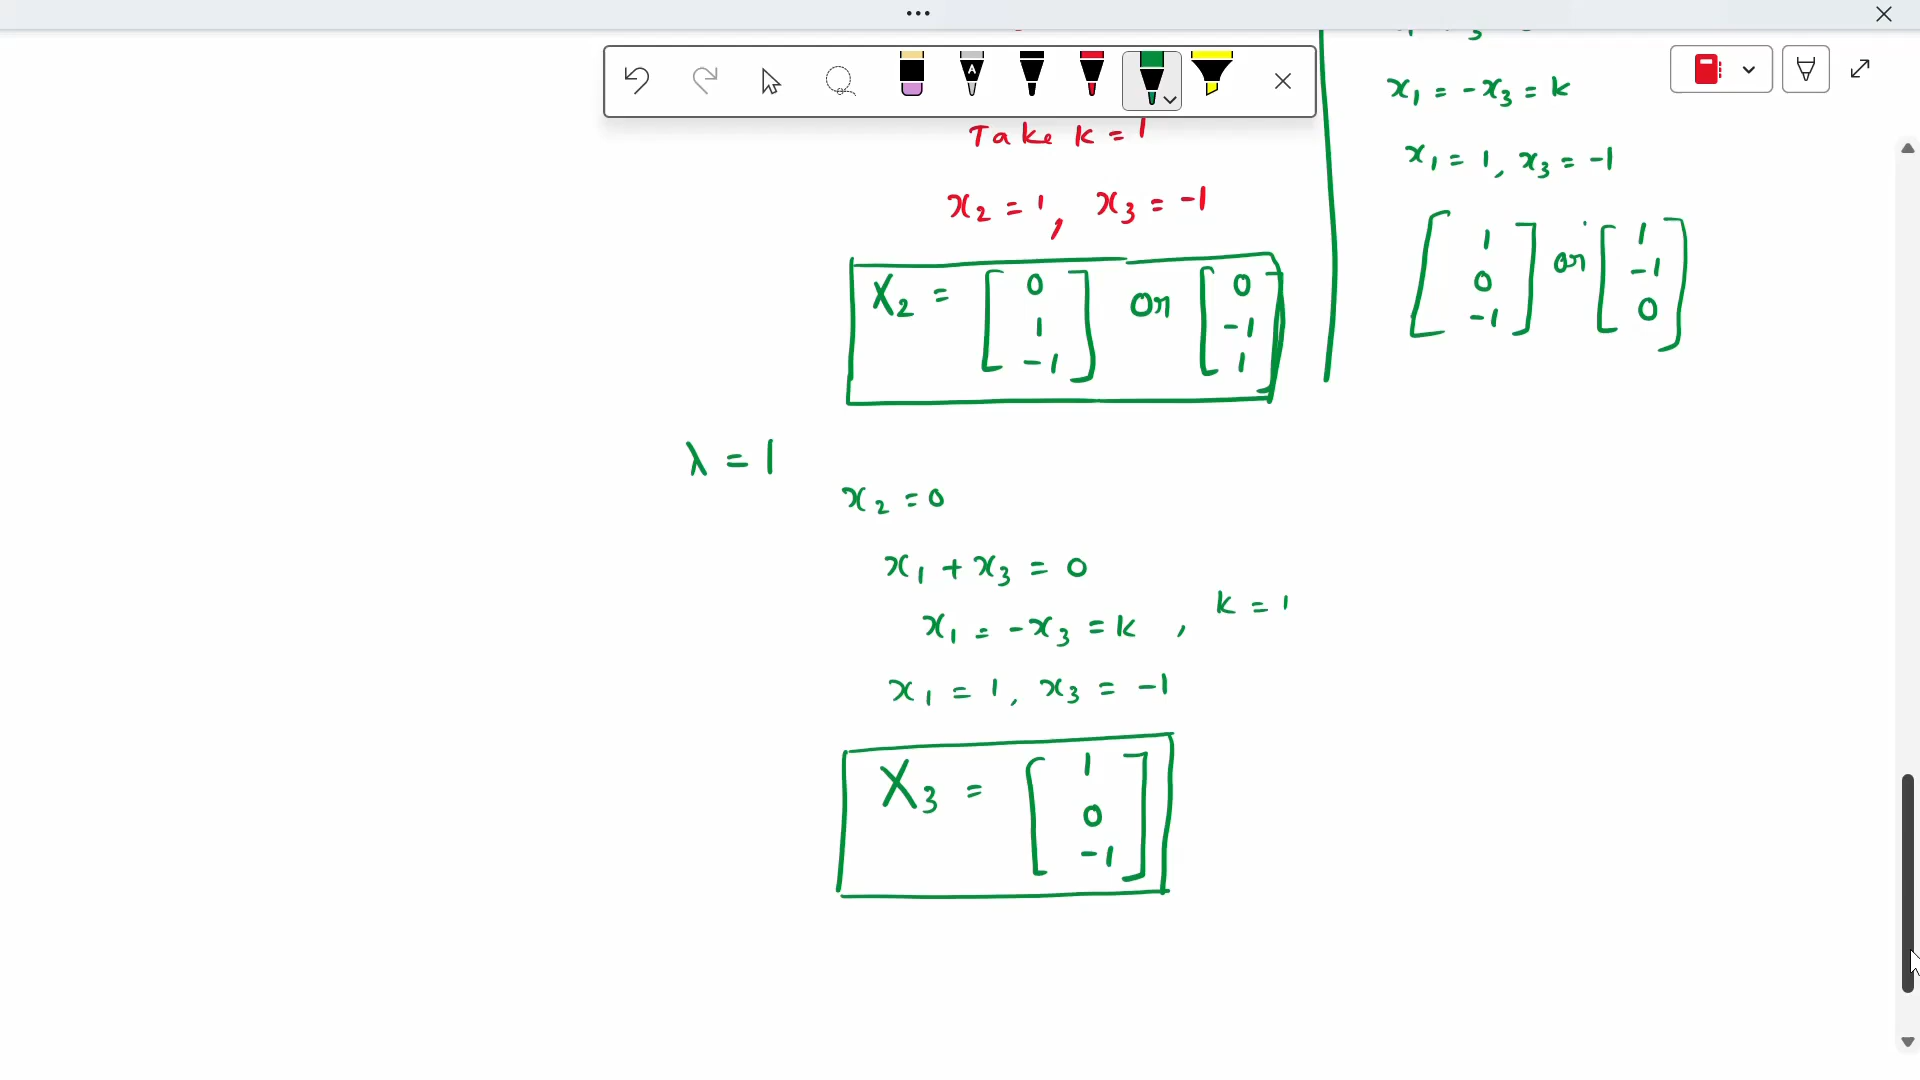 Take k = 1
x2 = 1, x3 = -1
X2 = [0 1 -1] or [0 -1 1]
x1 = -x3 = k
x1 = 1, x3 = -1
[1 0 -1] or [1 -1 0]
λ = 1
x2 = 0
x1 + x3 = 0
x1 = -x3 = k , k = 1
x1 = 1, x3 = -1
X3 = [1 0 -1]